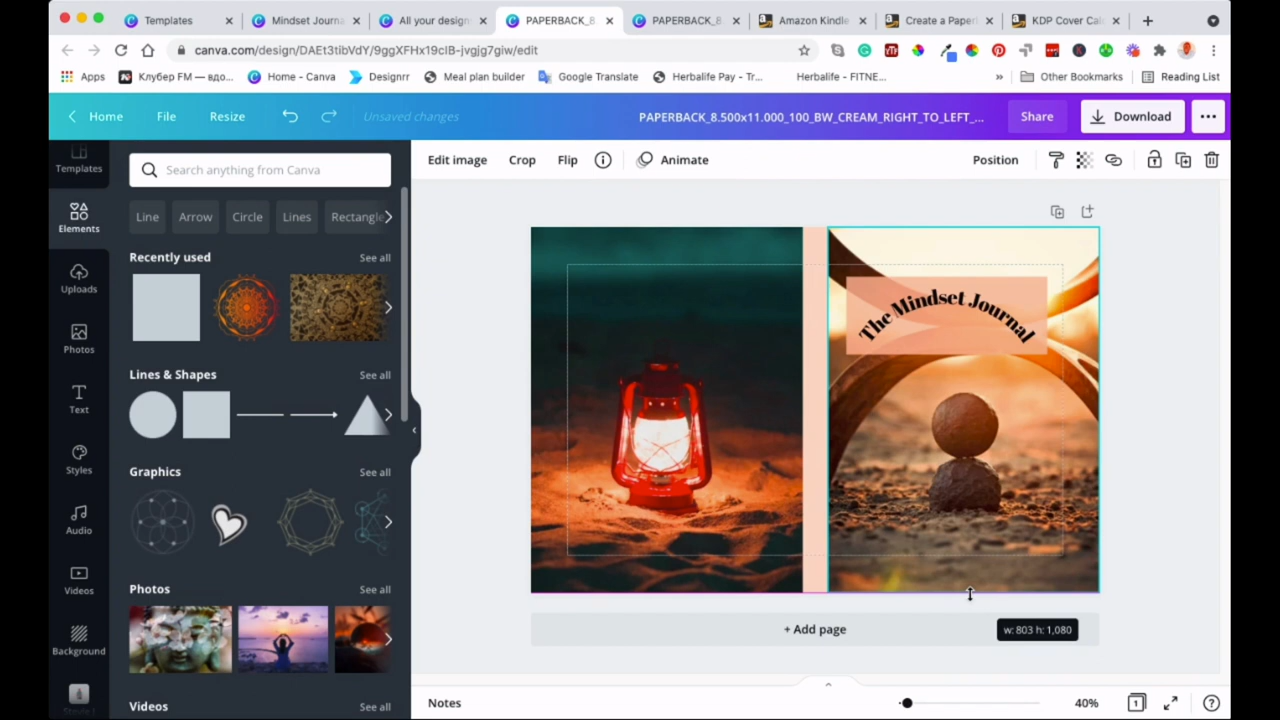 Templates
Mindset Journa
All your design
PAPERBACK_8
PAPERBACK_8
Amazon Kindle
Create a Paper
KDP Cover Cal
canva.com/design/DAEt3tibVdY/9ggXFHx19clB-jvgjg7giw/edit
Apps
Клубер FM — вдо...
Home - Canva
Designrr
Meal plan builder
Google Translate
Herbalife Pay - Tr...
Herbalife - FITNE...
»
Other Bookmarks
Reading List
Home
File
Resize
Unsaved changes
PAPERBACK_8.500x11.000_100_BW_CREAM_RIGHT_TO_LEFT_...
Share
Download
Templates
Elements
Uploads
Photos
Text
Styles
Audio
Videos
Background
Search anything from Canva
Line
Arrow
Circle
Lines
Rectangle
Recently used
See all
Lines & Shapes
See all
Graphics
See all
Photos
See all
Videos
See all
Edit image
Crop
Flip
Animate
Position
The Mindset Journal
+ Add page
w: 803 h: 1,080
Notes
40%
1